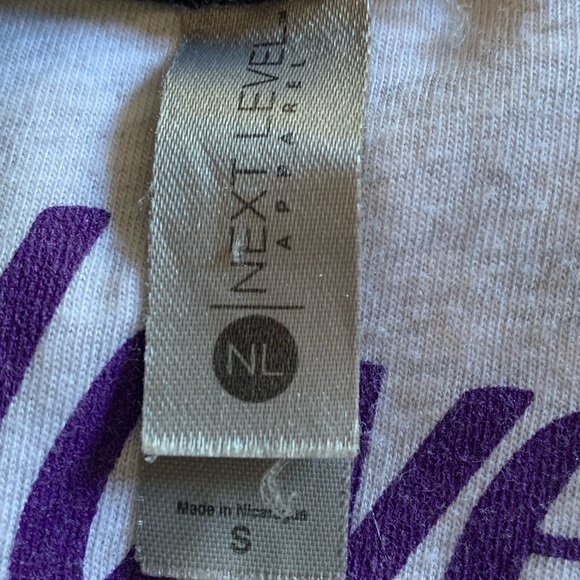 NEXT LEVEL
APPAREL
NL
Made in Nicaragua
S